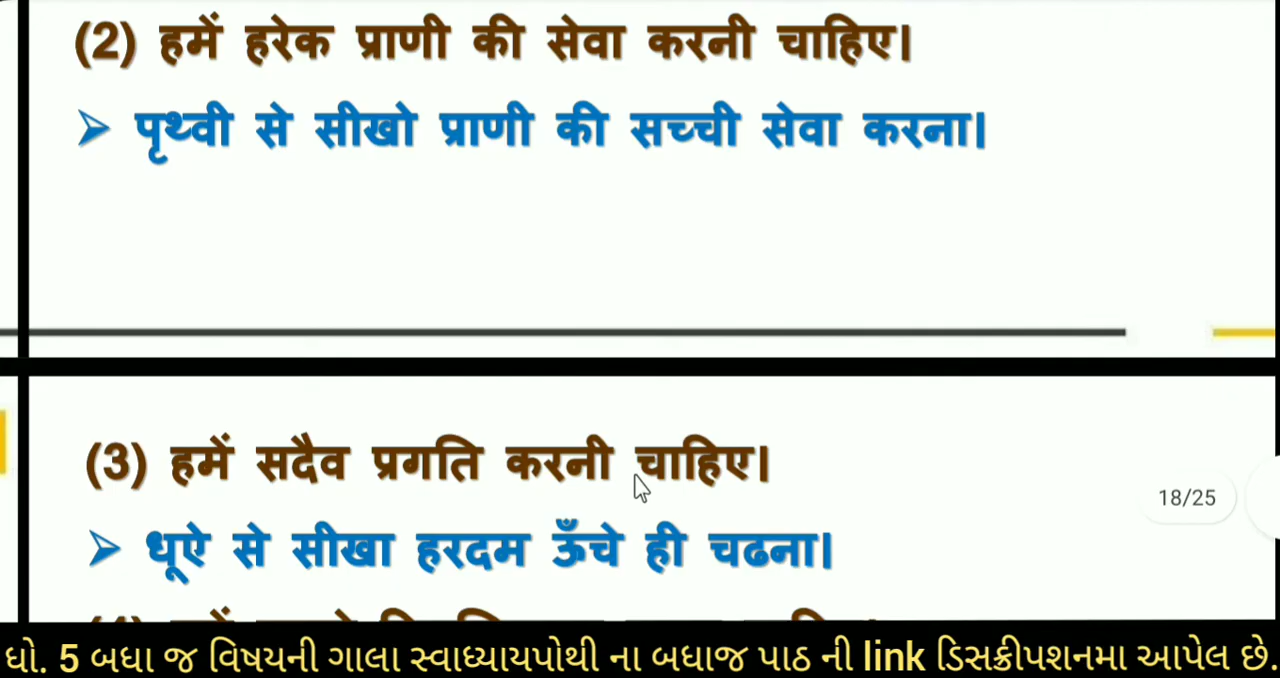 (2) हमें हरेक प्राणी की सेवा करनी चाहिए।
➢ पृथ्वी से सीखो प्राणी की सच्ची सेवा करना।
(3) हमें सदैव प्रगति करनी चाहिए।
18/25
➢ धूऐ से सीखा हरदम ऊँचे ही चढना।
ધો. 5 બધા જ વિષયની ગાલા સ્વાધ્યાયપોથી ના બધાજ પાઠ ની link ડિસક્રીપશનમા આપેલ છે.